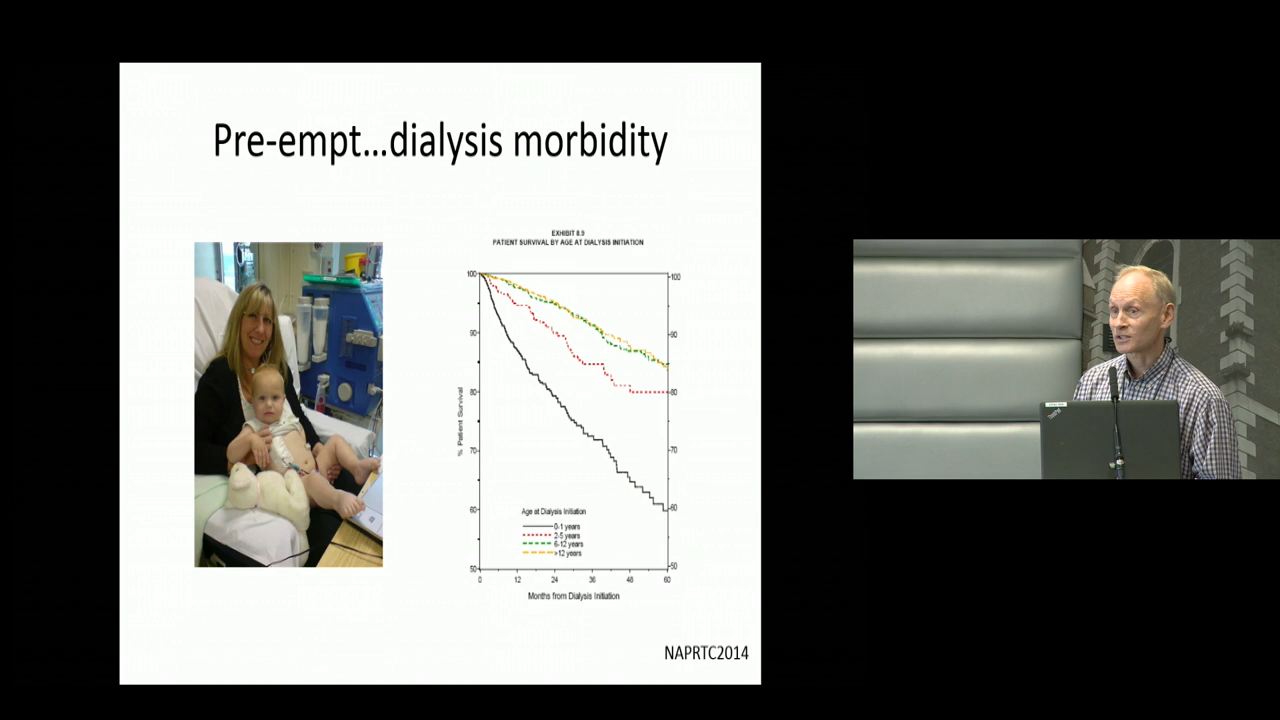 Pre-empt...dialysis morbidity
EXHIBIT 8.9
PATIENT SURVIVAL BY AGE AT DIALYSIS INITIATION
100
90
80
70
60
50
100
90
80
70
60
50
% Patient Survival
Age at Dialysis Initiation
0-1 years
2-5 years
6-12 years
>12 years
0 12 24 36 48 60
Months from Dialysis Initiation
NAPRTC2014
ThinkPad